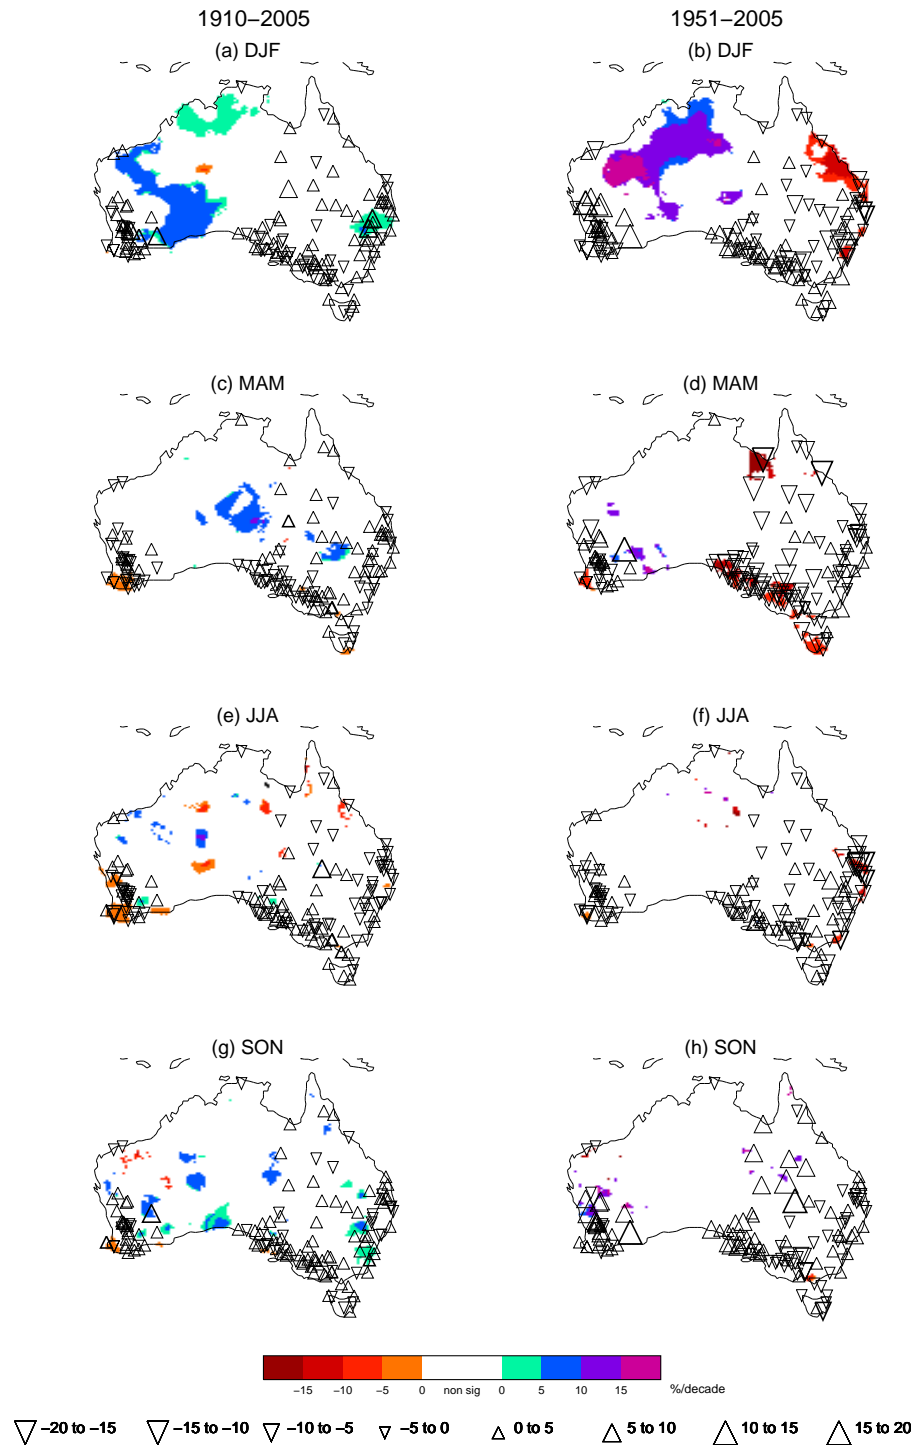 1910–2005 1951–2005
(a) DJF (b) DJF
(c) MAM (d) MAM
(e) JJA (f) JJA
(g) SON (h) SON
−15 −10 −5 0 non sig 0 5 10 15 %/decade
−20 to −15 −15 to −10 −10 to −5 −5 to 0 0 to 5 5 to 10 10 to 15 15 to 20